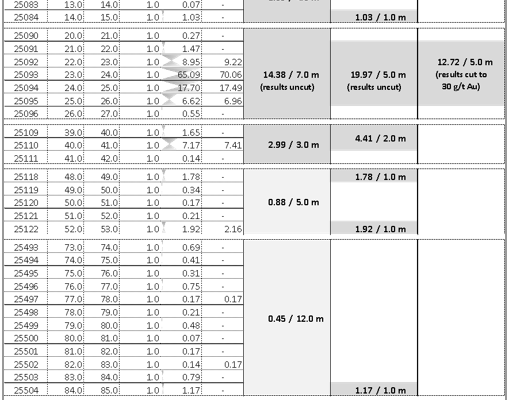 25083 13.0 14.0 1.0 0.07 -
25084 14.0 15.0 1.0 1.03 - 1.03 / 1.0 m
25090 20.0 21.0 1.0 0.27 -
25091 21.0 22.0 1.0 1.47 -
25092 22.0 23.0 1.0 8.95 9.22
25093 23.0 24.0 1.0 65.09 70.06
25094 24.0 25.0 1.0 17.70 17.49
25095 25.0 26.0 1.0 6.62 6.96
25096 26.0 27.0 1.0 0.55 -
14.38 / 7.0 m
(results uncut)
19.97 / 5.0 m
(results uncut)
12.72 / 5.0 m
(results cut to
30 g/t Au)
25109 39.0 40.0 1.0 1.65 -
25110 40.0 41.0 1.0 7.17 7.41
25111 41.0 42.0 1.0 0.14 -
2.99 / 3.0 m
4.41 / 2.0 m
25118 48.0 49.0 1.0 1.78 - 1.78 / 1.0 m
25119 49.0 50.0 1.0 0.34 -
25120 50.0 51.0 1.0 0.17 - 0.88 / 5.0 m
25121 51.0 52.0 1.0 0.21 -
25122 52.0 53.0 1.0 1.92 2.16 1.92 / 1.0 m
25493 73.0 74.0 1.0 0.69 -
25494 74.0 75.0 1.0 0.41 -
25495 75.0 76.0 1.0 0.31 -
25496 76.0 77.0 1.0 0.75 -
25497 77.0 78.0 1.0 0.17 0.17
25498 78.0 79.0 1.0 0.21 -
25499 79.0 80.0 1.0 0.48 -
0.45 / 12.0 m
25500 80.0 81.0 1.0 0.07 -
25501 81.0 82.0 1.0 0.17 -
25502 82.0 83.0 1.0 0.14 0.17
25503 83.0 84.0 1.0 0.79 -
25504 84.0 85.0 1.0 1.17 - 1.17 / 1.0 m